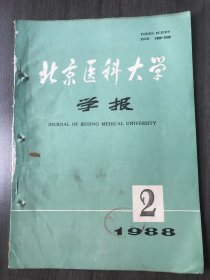 北京医科大学
学报
JOURNAL OF BEIJING MEDICAL UNIVERSITY
2
1988